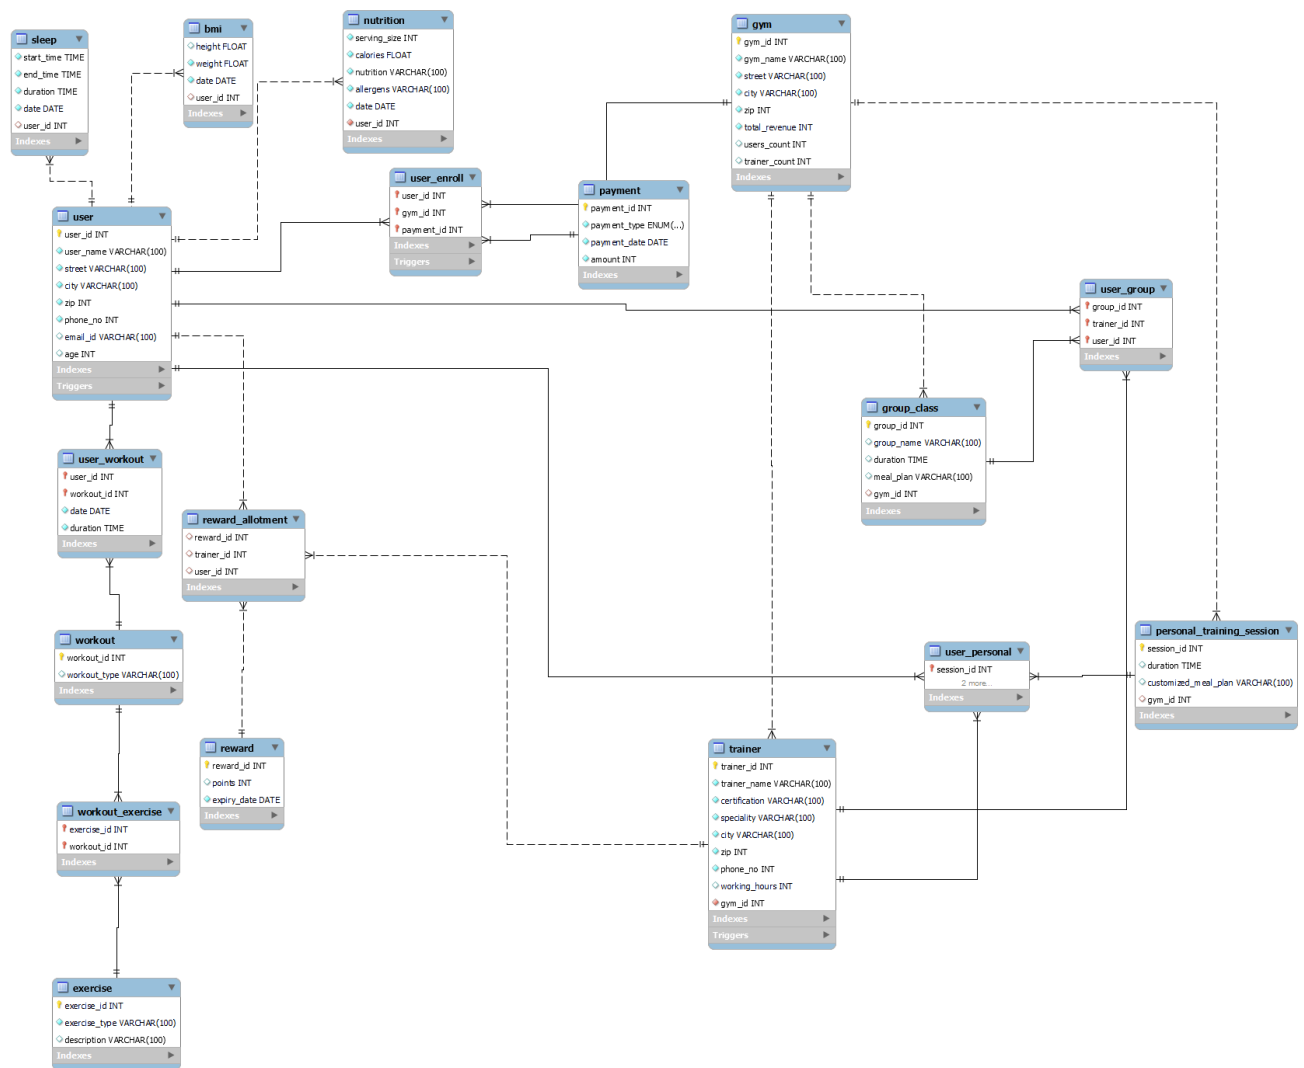 sleep
start_time TIME
end_time TIME
duration TIME
date DATE
user_id INT
Indexes
bmi
height FLOAT
weight FLOAT
date DATE
user_id INT
Indexes
nutrition
serving_size INT
calories FLOAT
nutrition VARCHAR(100)
allergens VARCHAR(100)
date DATE
user_id INT
Indexes
gym
gym_id INT
gym_name VARCHAR(100)
street VARCHAR(100)
city VARCHAR(100)
zip INT
total_revenue INT
users_count INT
trainer_count INT
Indexes
user_enroll
user_id INT
gym_id INT
payment_id INT
Indexes
Triggers
payment
payment_id INT
payment_type ENUM(...)
payment_date DATE
amount INT
Indexes
user
user_id INT
user_name VARCHAR(100)
street VARCHAR(100)
city VARCHAR(100)
zip INT
phone_no INT
email_id VARCHAR(100)
age INT
Indexes
Triggers
user_group
group_id INT
trainer_id INT
user_id INT
Indexes
group_class
group_id INT
group_name VARCHAR(100)
duration TIME
meal_plan VARCHAR(100)
gym_id INT
Indexes
user_workout
user_id INT
workout_id INT
date DATE
duration TIME
Indexes
reward_allotment
reward_id INT
trainer_id INT
user_id INT
Indexes
workout
workout_id INT
workout_type VARCHAR(100)
Indexes
user_personal
session_id INT
2 more...
Indexes
personal_training_session
session_id INT
duration TIME
customized_meal_plan VARCHAR(100)
gym_id INT
Indexes
reward
reward_id INT
points INT
expiry_date DATE
Indexes
trainer
trainer_id INT
trainer_name VARCHAR(100)
certification VARCHAR(100)
speciality VARCHAR(100)
city VARCHAR(100)
zip INT
phone_no INT
working_hours INT
gym_id INT
Indexes
Triggers
workout_exercise
exercise_id INT
workout_id INT
Indexes
exercise
exercise_id INT
exercise_type VARCHAR(100)
description VARCHAR(100)
Indexes